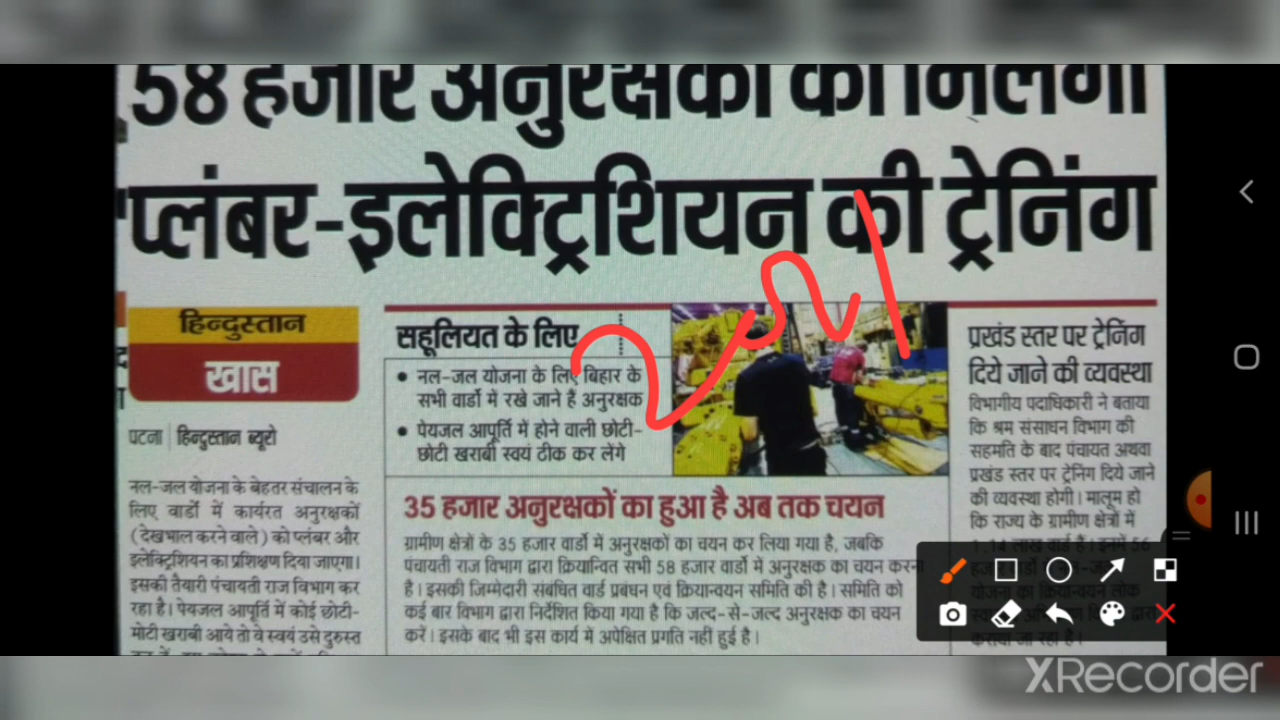 58 हजार अनुरक्षकों को मिलेगी
प्लंबर-इलेक्ट्रिशियन की ट्रेनिंग
हिन्दुस्तान
खास
पटना | हिन्दुस्तान ब्यूरो
नल-जल योजना के बेहतर संचालन के
लिए वार्डों में कार्यरत अनुरक्षकों
(देखभाल करने वाले) को प्लंबर और
इलेक्ट्रिशियन का प्रशिक्षण दिया जाएगा।
इसकी तैयारी पंचायती राज विभाग कर
रहा है। पेयजल आपूर्ति में कोई छोटी-
मोटी खराबी आये तो ये स्वयं उसे दुरुस्त
सहूलियत के लिए
• नल-जल योजना के लिए बिहार के
सभी वार्डो में रखे जाने हैं अनुरक्षक
• पेयजल आपूर्ति में होने वाली छोटी-
छोटी खराबी स्वयं ठीक कर लेंगे
35 हजार अनुरक्षकों का हुआ है अब तक चयन
ग्रामीण क्षेत्रों के 35 हजार वार्डों में अनुरक्षकों का चयन कर लिया गया है, जबकि
पंचायती राज विभाग द्वारा क्रियान्वित सभी 58 हजार वार्डों में अनुरक्षक का चयन करना
है। इसकी जिम्मेदारी संबंधित वार्ड प्रबंधन एवं क्रियान्वयन समिति की है। समिति को
कई बार विभाग द्वारा निर्देशित किया गया है कि जल्द-से-जल्द अनुरक्षक का चयन
करें। इसके बाद भी इस कार्य में अपेक्षित प्रगति नहीं हुई है।
प्रखंड स्तर पर ट्रेनिंग
दिये जाने की व्यवस्था
विभागीय पदाधिकारी ने बताया
कि श्रम संसाधन विभाग की
सहमति के बाद पंचायत अथवा
प्रखंड स्तर पर ट्रेनिंग दिये जाने
की व्यवस्था होगी। मालूम हो
कि राज्य के ग्रामीण क्षेत्रों में
1.14 लाख वार्ड हैं। इनमें 56
कराया जा रहा है।
XRecorder